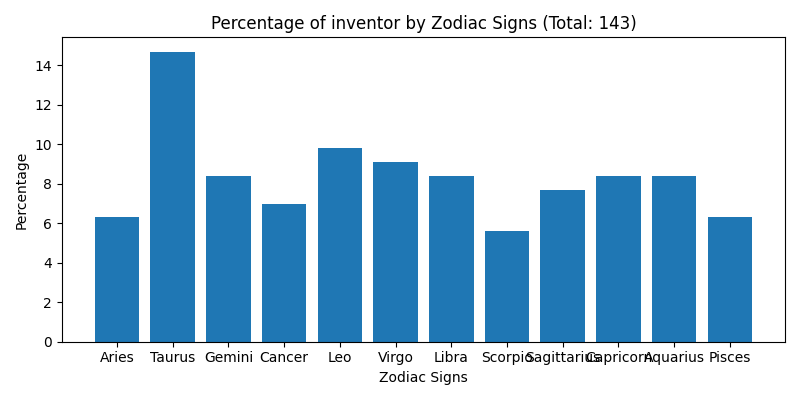 Percentage of inventor by Zodiac Signs (Total: 143)
Percentage
14
12
10
8
6
4
2
0
Aries Taurus Gemini Cancer Leo Virgo Libra Scorpio Sagittarius Capricorn Aquarius Pisces
Zodiac Signs